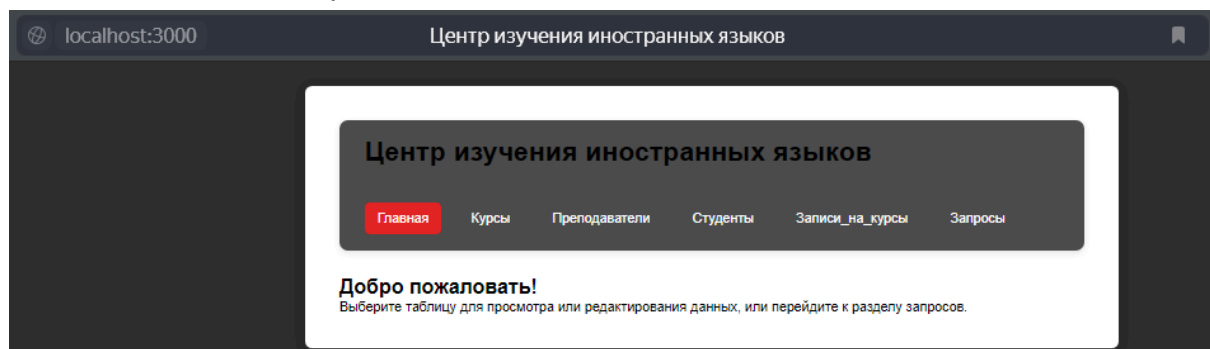 localhost:3000 Центр изучения иностранных языков
Центр изучения иностранных языков
Главная Курсы Преподаватели Студенты Записи_на_курсы Запросы
Добро пожаловать!
Выберите таблицу для просмотра или редактирования данных, или перейдите к разделу запросов.